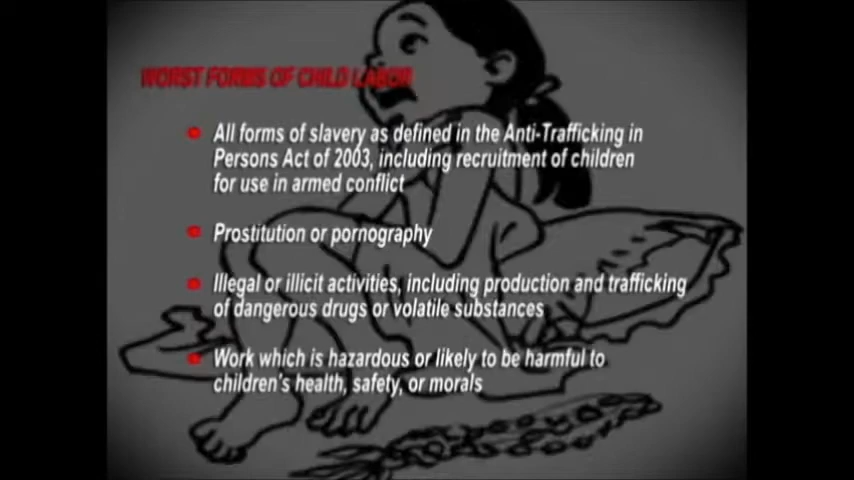 WORST FORMS OF CHILD LABOR
All forms of slavery as defined in the Anti-Trafficking in
Persons Act of 2003, including recruitment of children
for use in armed conflict
Prostitution or pornography
Illegal or illicit activities, including production and trafficking
of dangerous drugs or volatile substances
Work which is hazardous or likely to be harmful to
children's health, safety, or morals